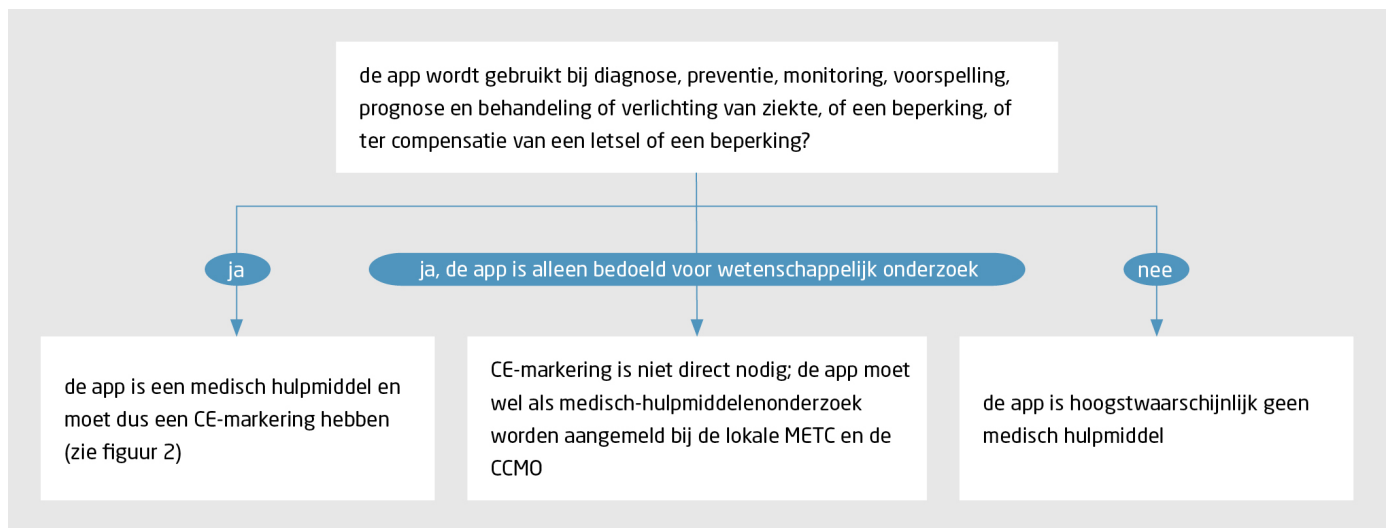 de app wordt gebruikt bij diagnose, preventie, monitoring, voorspelling,
prognose en behandeling of verlichting van ziekte, of een beperking, of
ter compensatie van een letsel of een beperking?
ja
ja, de app is alleen bedoeld voor wetenschappelijk onderzoek
nee
de app is een medisch hulpmiddel en
moet dus een CE-markering hebben
(zie figuur 2)
CE-markering is niet direct nodig; de app moet
wel als medisch-hulpmiddelenonderzoek
worden aangemeld bij de lokale METC en de
CCMO
de app is hoogstwaarschijnlijk geen
medisch hulpmiddel